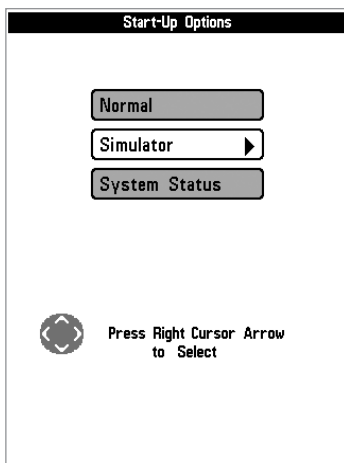 Start-Up Options
Normal
Simulator
System Status
Press Right Cursor Arrow
to Select